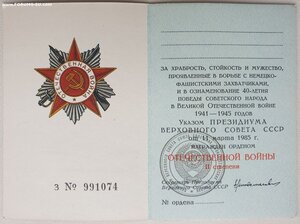 ОТЕЧЕСТВЕННАЯ ВОЙНА
З № 991074
ЗА ХРАБРОСТЬ, СТОЙКОСТЬ И МУЖЕСТВО,
ПРОЯВЛЕННЫЕ В БОРЬБЕ С НЕМЕЦКО-
ФАШИСТСКИМИ ЗАХВАТЧИКАМИ,
И В ОЗНАМЕНОВАНИЕ 40-ЛЕТИЯ
ПОБЕДЫ СОВЕТСКОГО НАРОДА
В ВЕЛИКОЙ ОТЕЧЕСТВЕННОЙ ВОЙНЕ
1941—1945 ГОДОВ
Указом ПРЕЗИДИУМА
ВЕРХОВНОГО СОВЕТА СССР
от 11 марта 1985 г.
НАГРАЖДЕН ОРДЕНОМ
ОТЕЧЕСТВЕННОЙ ВОЙНЫ
II степени
Секретарь Президиума
Верховного Совета СССР
№ ордена